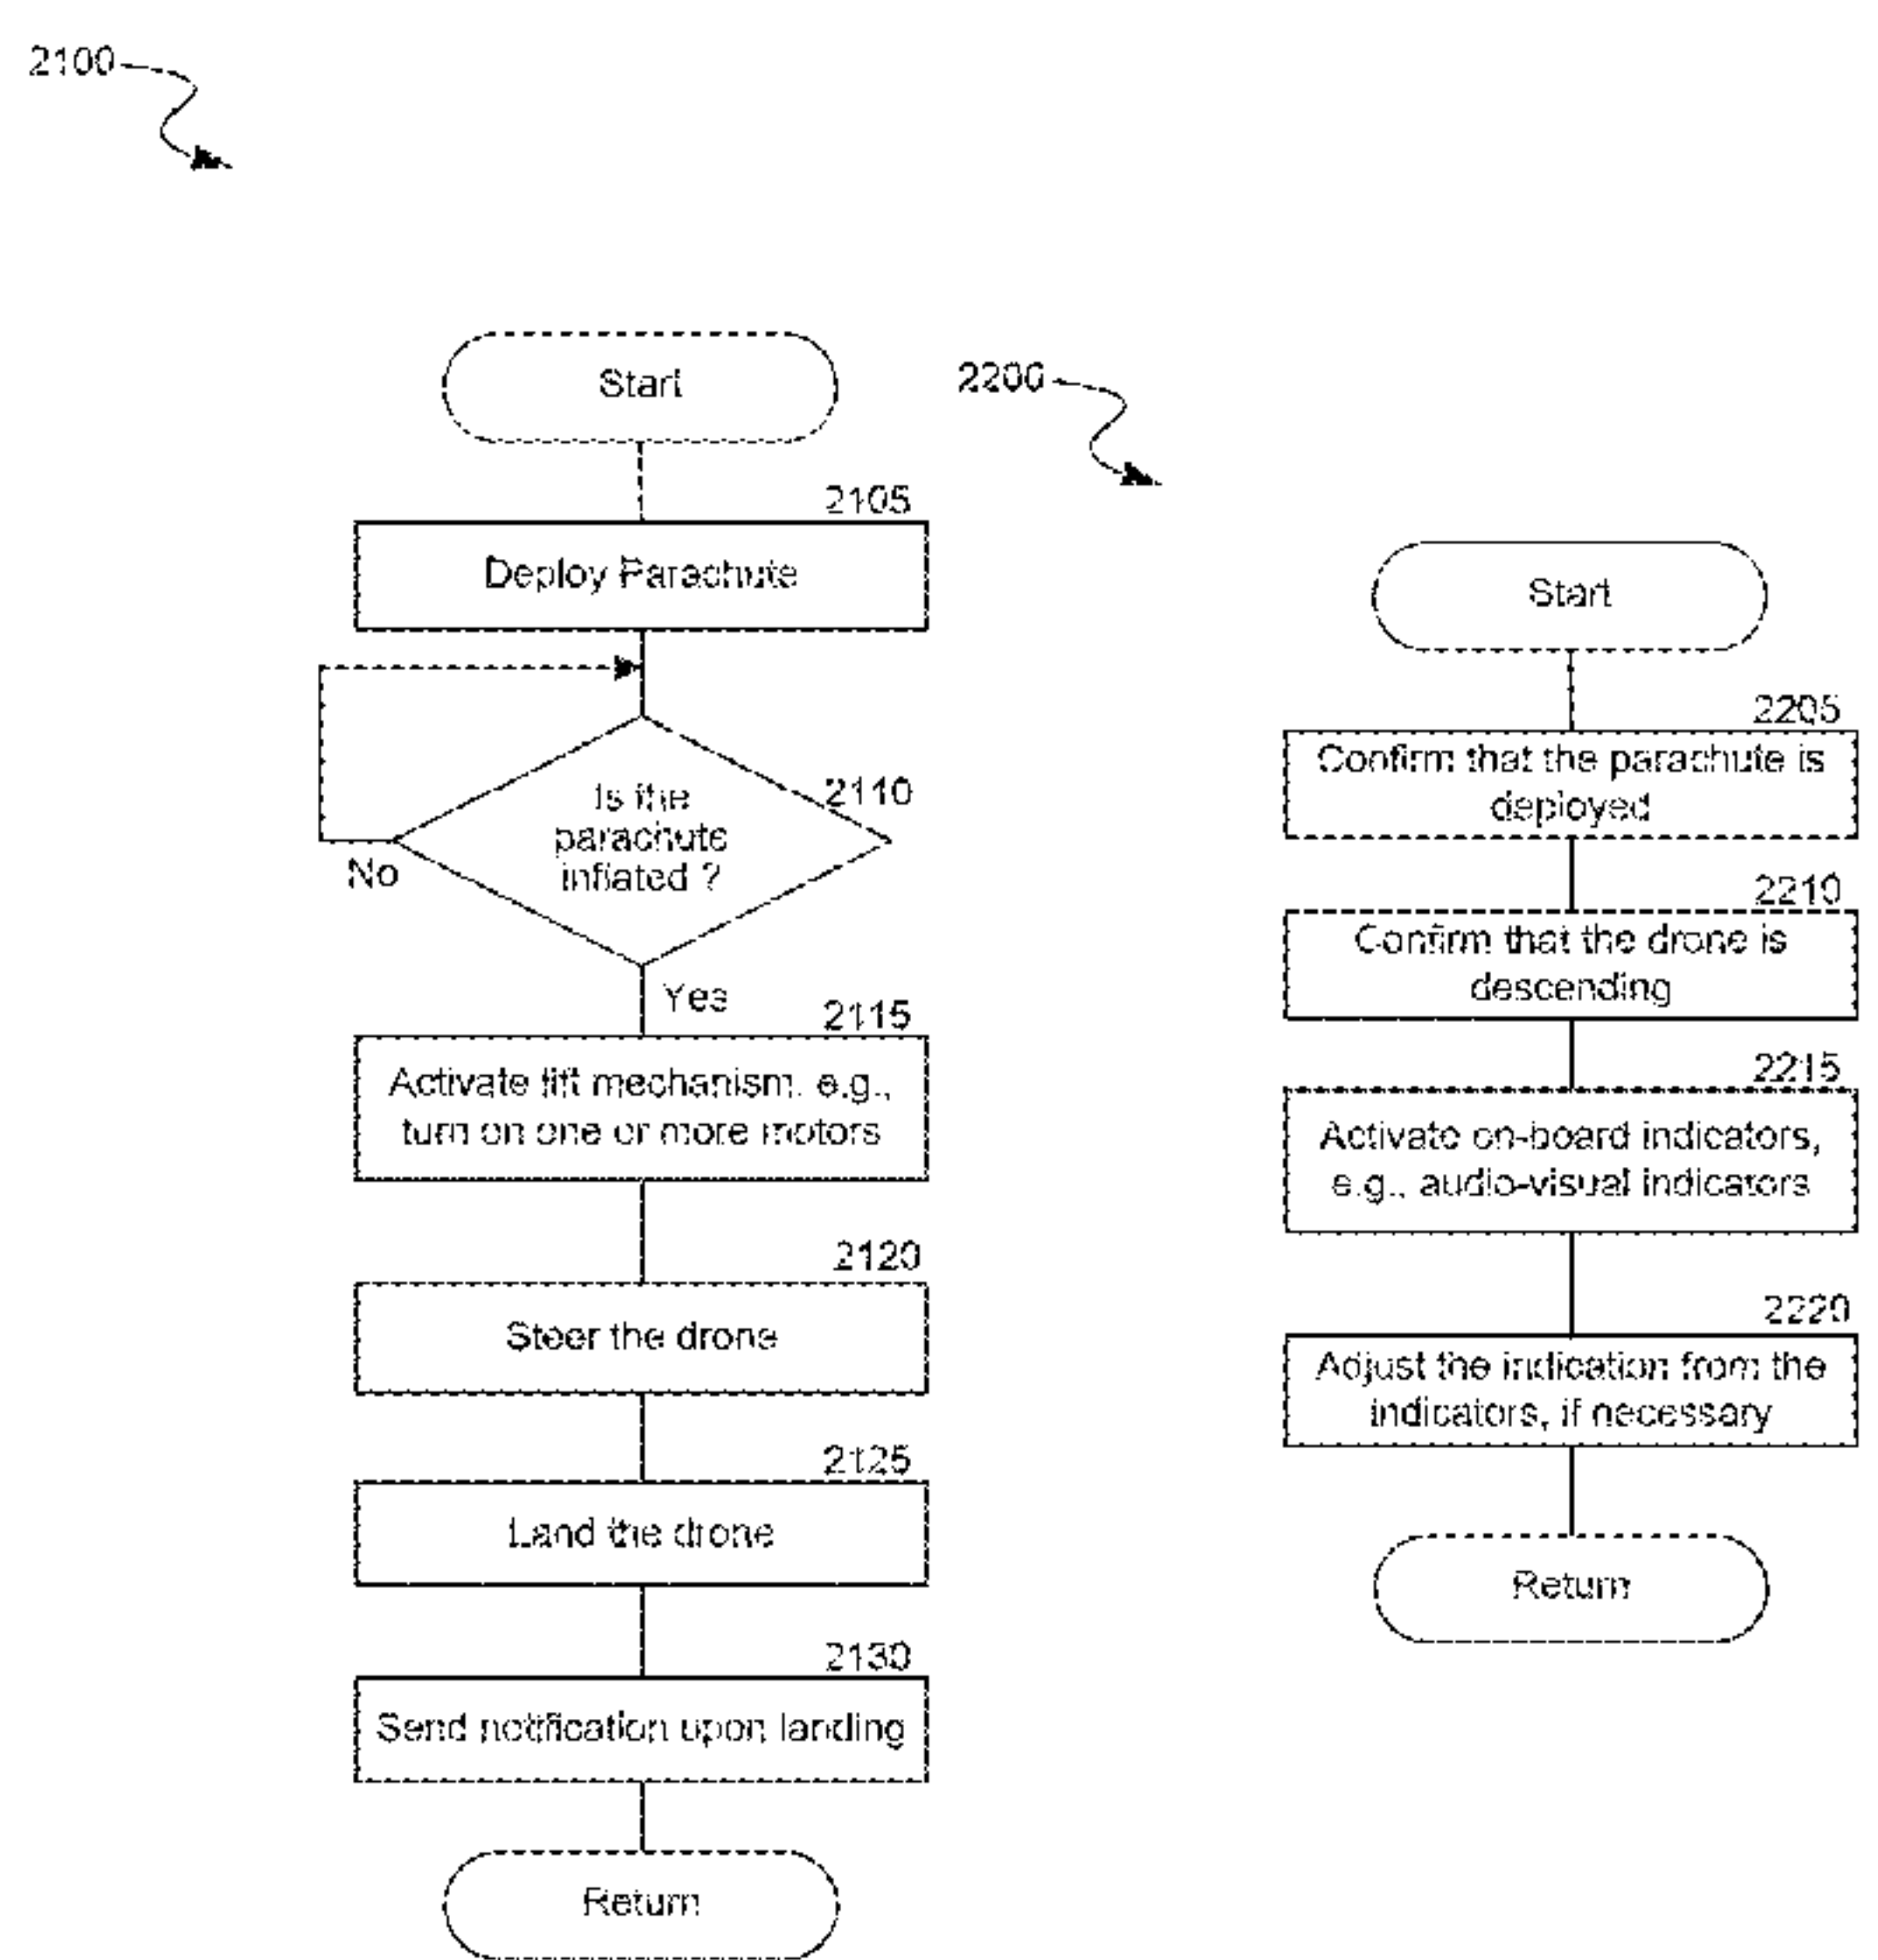 2100
Start
2105
Deploy Parachute
2110
Is the
parachute
inflated ?
No
Yes
2115
Activate lift mechanism, e.g.,
turn on one or more motors
2120
Steer the drone
2125
Land the drone
2130
Send notification upon landing
Return
2200
Start
2205
Confirm that the parachute is
deployed
2210
Confirm that the drone is
descending
2215
Activate on-board indicators,
e.g., audio-visual indicators
2220
Adjust the indication from the
indicators, if necessary
Return